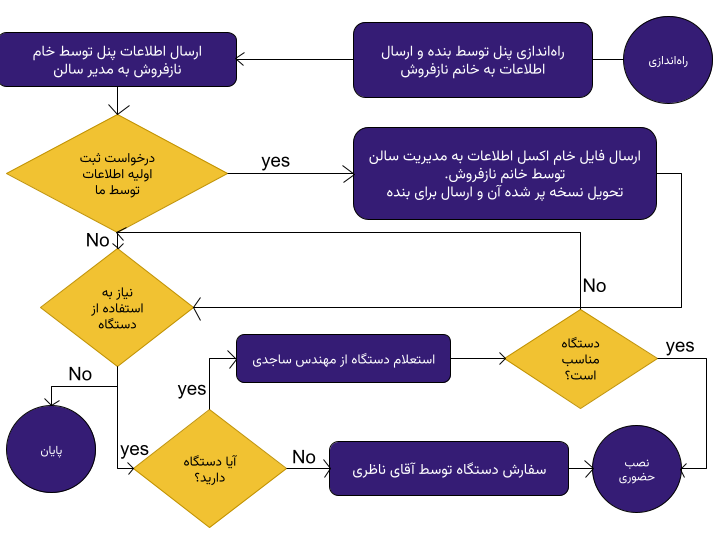 راه‌اندازی
راه‌اندازی پنل توسط بنده و ارسال
اطلاعات به خانم نازفروش
ارسال اطلاعات پنل توسط خام
نازفروش به مدیر سالن
درخواست ثبت
اولیه اطلاعات
توسط ما
yes
ارسال فایل خام اکسل اطلاعات به مدیریت سالن
توسط خانم نازفروش.
تحویل نسخه پر شده آن و ارسال برای بنده
No
نیاز به
استفاده از
دستگاه
No
پایان
yes
آیا دستگاه
دارید؟
yes
استعلام دستگاه از مهندس ساجدی
دستگاه
مناسب
است؟
No
yes
No
سفارش دستگاه توسط آقای ناظری
نصب
حضوری